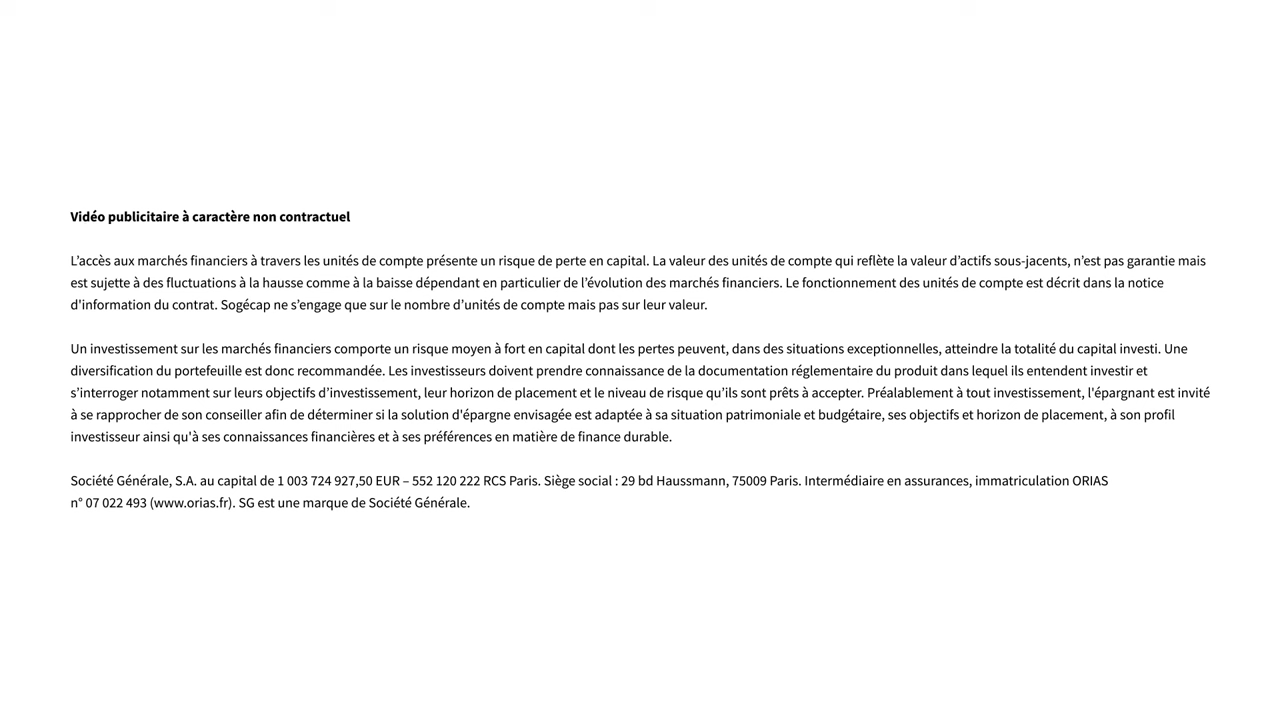 Vidéo publicitaire à caractère non contractuel
L’accès aux marchés financiers à travers les unités de compte présente un risque de perte en capital. La valeur des unités de compte qui reflète la valeur d’actifs sous-jacents, n’est pas garantie mais
est sujette à des fluctuations à la hausse comme à la baisse dépendant en particulier de l’évolution des marchés financiers. Le fonctionnement des unités de compte est décrit dans la notice
d'information du contrat. Sogécap ne s’engage que sur le nombre d’unités de compte mais pas sur leur valeur.
Un investissement sur les marchés financiers comporte un risque moyen à fort en capital dont les pertes peuvent, dans des situations exceptionnelles, atteindre la totalité du capital investi. Une
diversification du portefeuille est donc recommandée. Les investisseurs doivent prendre connaissance de la documentation réglementaire du produit dans lequel ils entendent investir et
s’interroger notamment sur leurs objectifs d’investissement, leur horizon de placement et le niveau de risque qu’ils sont prêts à accepter. Préalablement à tout investissement, l'épargnant est invité
à se rapprocher de son conseiller afin de déterminer si la solution d'épargne envisagée est adaptée à sa situation patrimoniale et budgétaire, ses objectifs et horizon de placement, à son profil
investisseur ainsi qu'à ses connaissances financières et à ses préférences en matière de finance durable.
Société Générale, S.A. au capital de 1 003 724 927,50 EUR – 552 120 222 RCS Paris. Siège social : 29 bd Haussmann, 75009 Paris. Intermédiaire en assurances, immatriculation ORIAS
n° 07 022 493 (www.orias.fr). SG est une marque de Société Générale.